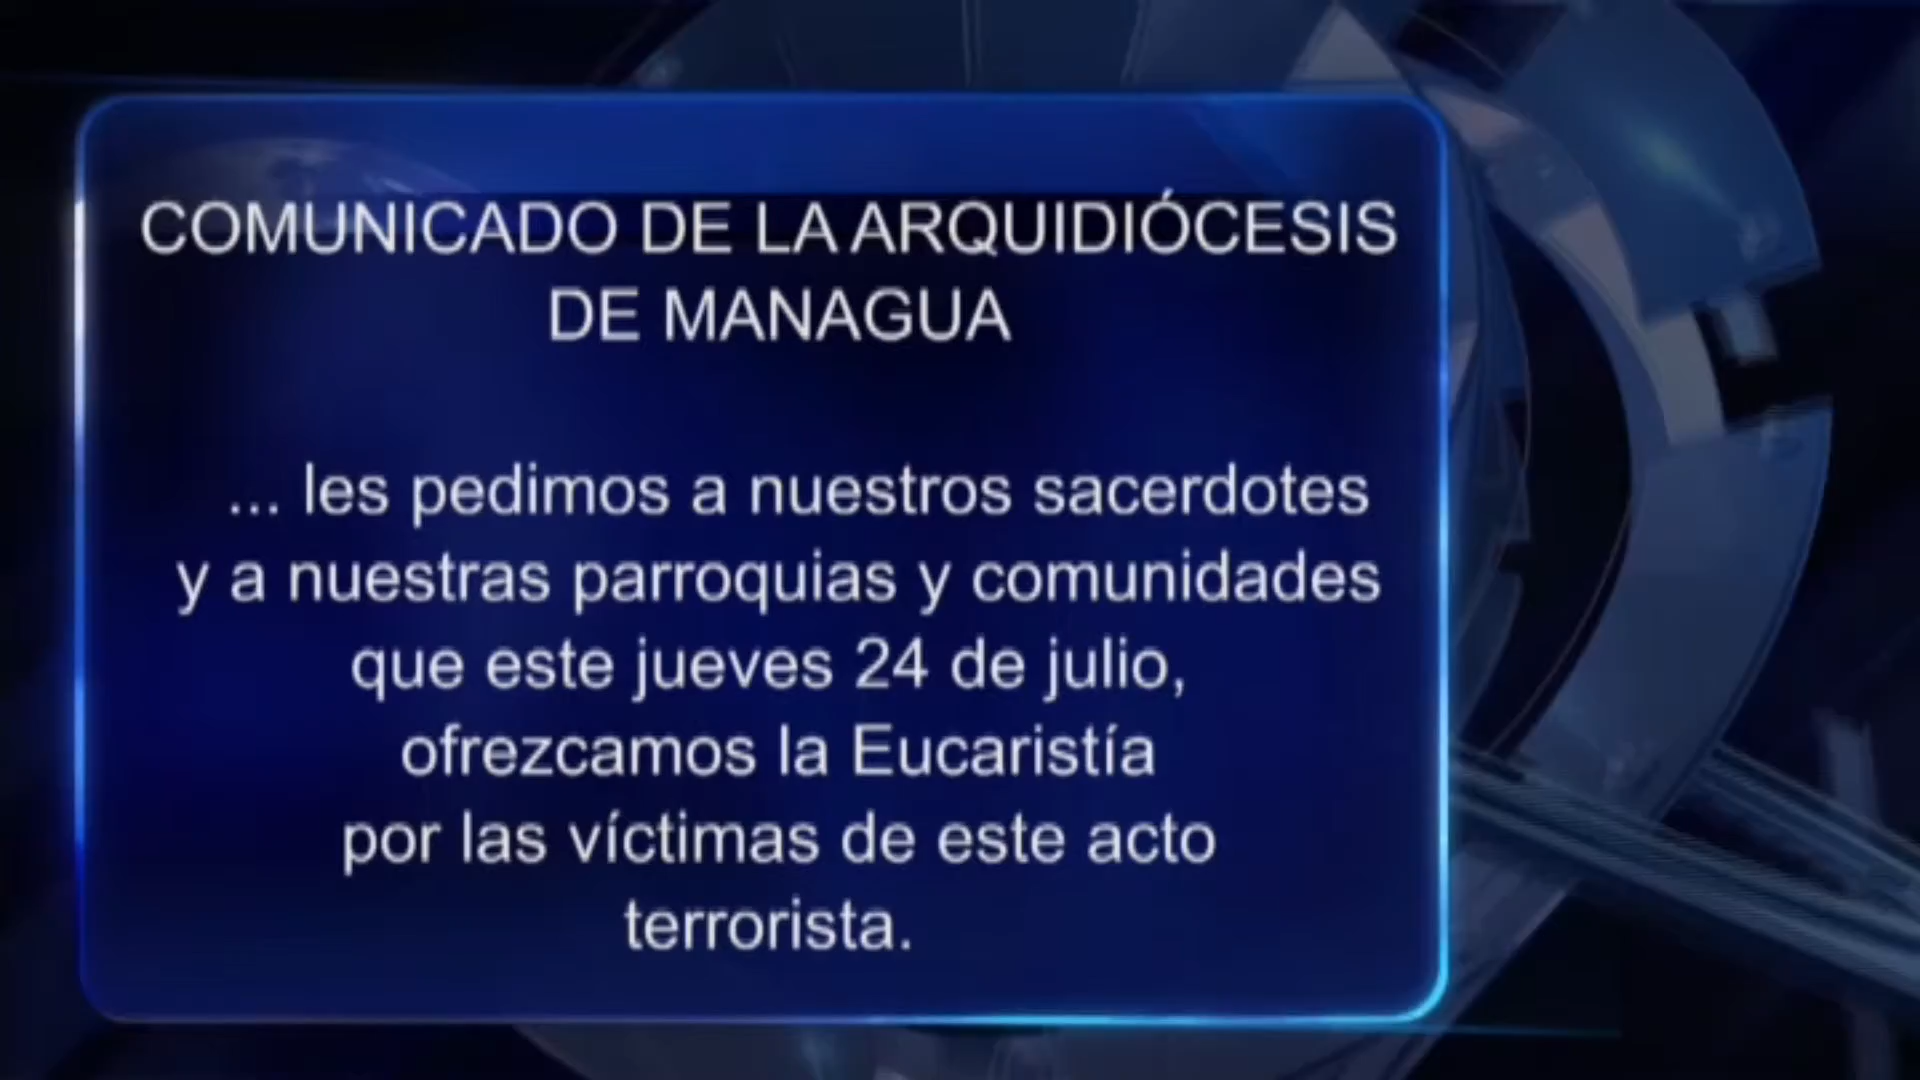 COMUNICADO DE LA ARQUIDIÓCESIS
DE MANAGUA
... les pedimos a nuestros sacerdotes
y a nuestras parroquias y comunidades
que este jueves 24 de julio,
ofrezcamos la Eucaristía
por las víctimas de este acto
terrorista.